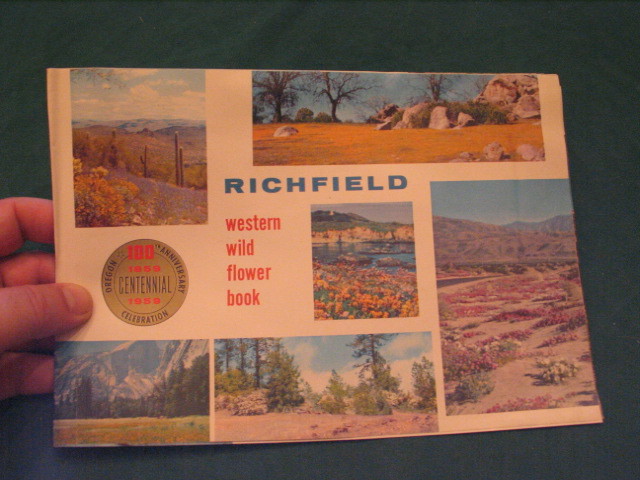 RICHFIELD
western
wild
flower
book
100 ANNIVERSARY
1859
OREGON CENTENNIAL
1959
CELEBRATION